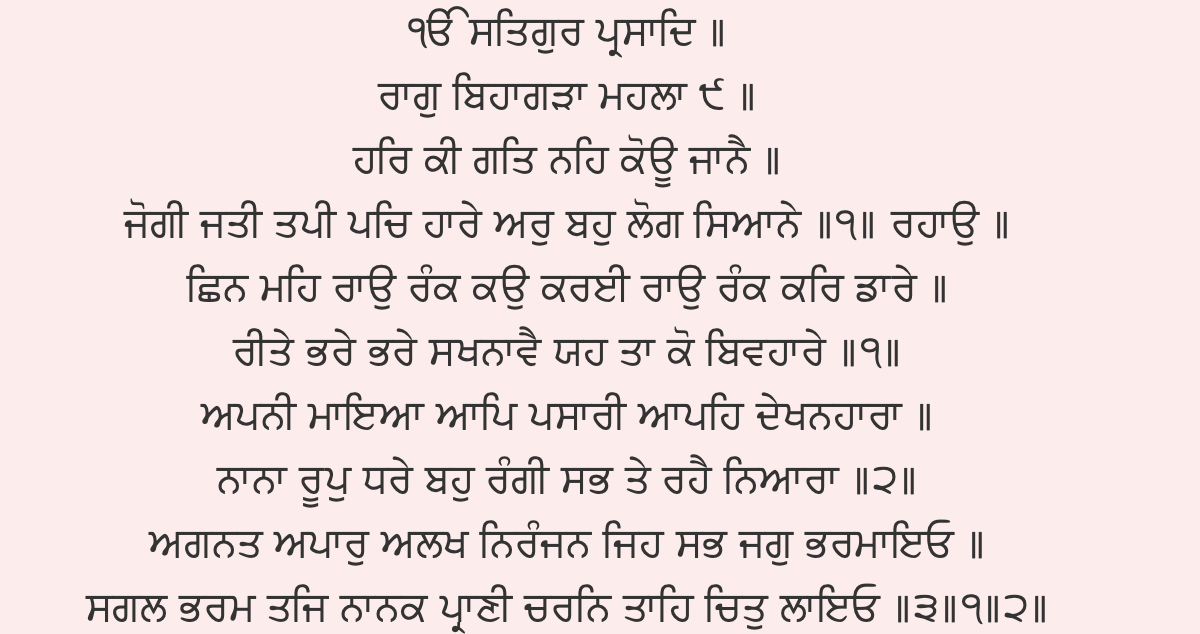 ੴ ਸਤਿਗੁਰ ਪ੍ਰਸਾਦਿ ॥
ਰਾਗੁ ਬਿਹਾਗੜਾ ਮਹਲਾ ੯ ॥
ਹਰਿ ਕੀ ਗਤਿ ਨਹਿ ਕੋਊ ਜਾਨੈ ॥
ਜੋਗੀ ਜਤੀ ਤਪੀ ਪਚਿ ਹਾਰੇ ਅਰੁ ਬਹੁ ਲੋਗ ਸਿਆਨੇ ॥੧॥ ਰਹਾਉ ॥
ਛਿਨ ਮਹਿ ਰਾਉ ਰੰਕ ਕਉ ਕਰਈ ਰਾਉ ਰੰਕ ਕਰਿ ਡਾਰੇ ॥
ਰੀਤੇ ਭਰੇ ਭਰੇ ਸਖਨਾਵੈ ਯਹ ਤਾ ਕੋ ਬਿਵਹਾਰੇ ॥੧॥
ਅਪਨੀ ਮਾਇਆ ਆਪਿ ਪਸਾਰੀ ਆਪਹਿ ਦੇਖਨਹਾਰਾ ॥
ਨਾਨਾ ਰੂਪੁ ਧਰੇ ਬਹੁ ਰੰਗੀ ਸਭ ਤੇ ਰਹੈ ਨਿਆਰਾ ॥੨॥
ਅਗਨਤ ਅਪਾਰੁ ਅਲਖ ਨਿਰੰਜਨ ਜਿਹ ਸਭ ਜਗੁ ਭਰਮਾਇਓ ॥
ਸਗਲ ਭਰਮ ਤਜਿ ਨਾਨਕ ਪ੍ਰਾਣੀ ਚਰਨਿ ਤਾਹਿ ਚਿਤੁ ਲਾਇਓ ॥੩॥੧॥੨॥